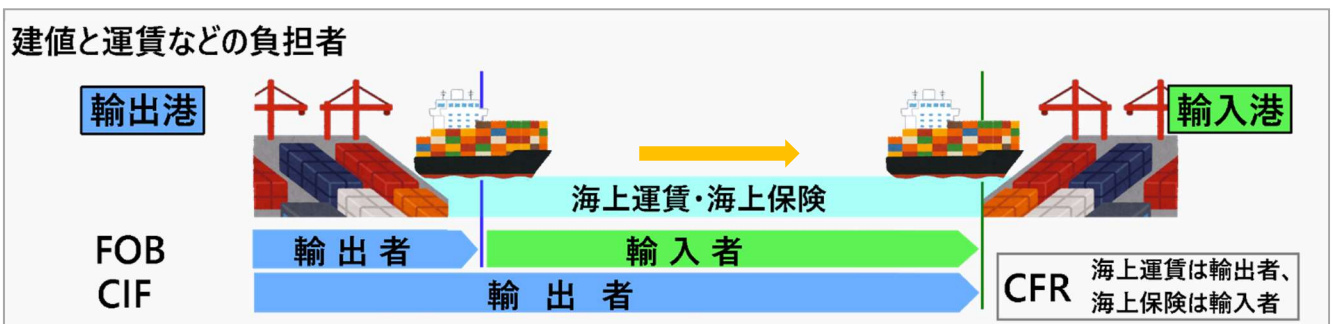 建値と運賃などの負担者
輸出港
輸入港
海上運賃・海上保険
FOB
輸出者
輸入者
CIF
輸出者
CFR
海上運賃は輸出者、
海上保険は輸入者